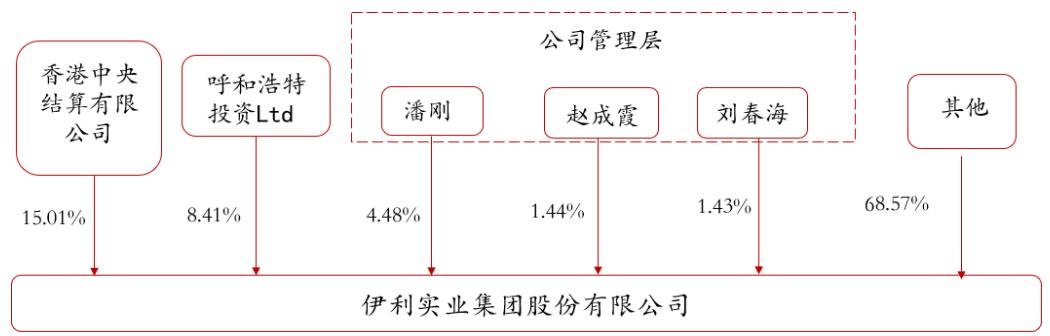 公司管理层
香港中央
结算有限
公司
呼和浩特
投资Ltd
潘刚
赵成霞
刘春海
其他
15.01%
8.41%
4.48%
1.44%
1.43%
68.57%
伊利实业集团股份有限公司